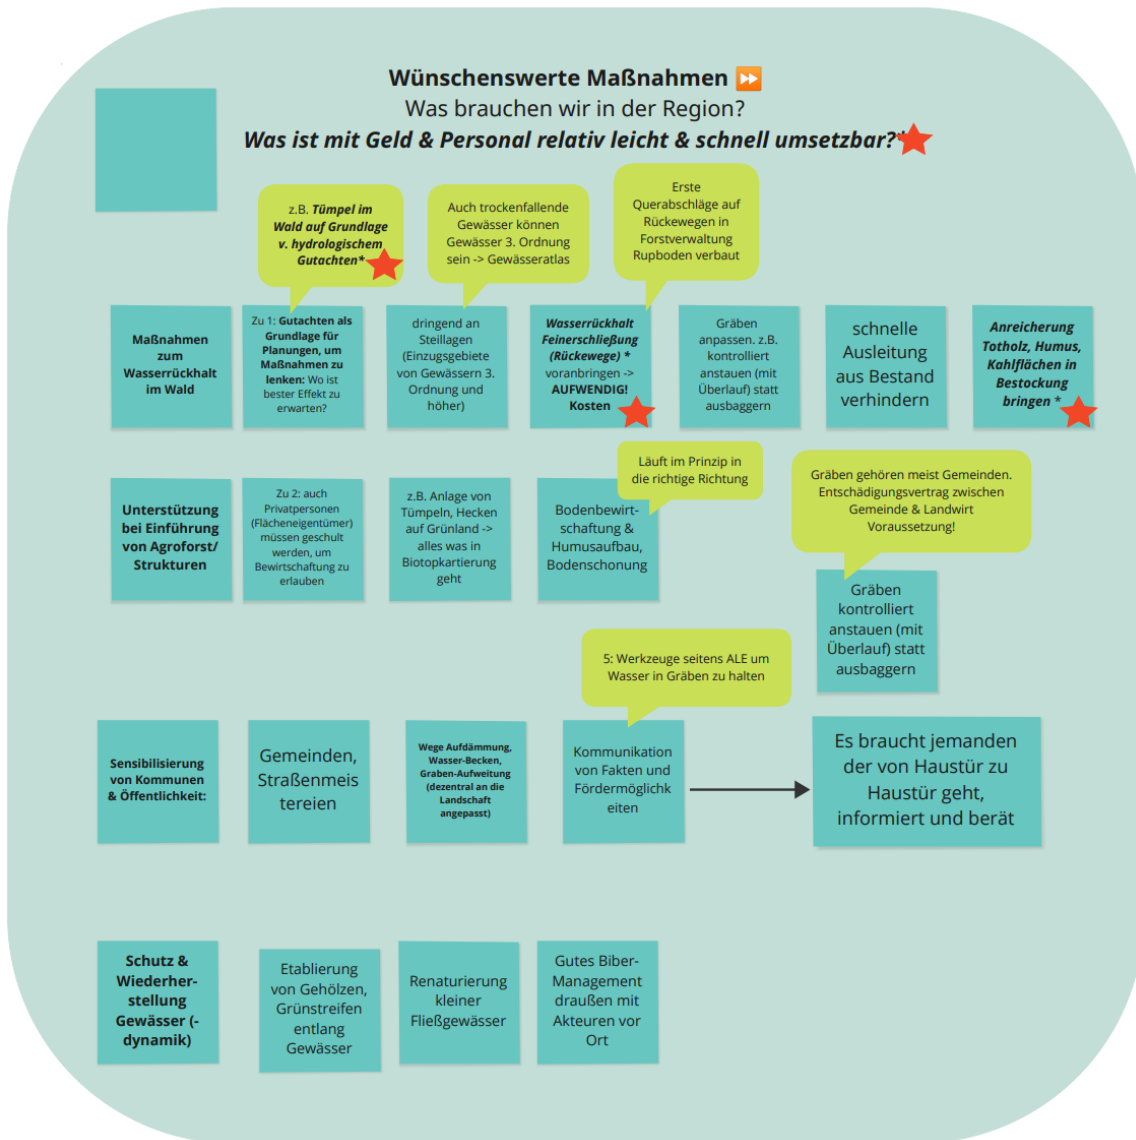 Wünschenswerte Maßnahmen ⏩
Was brauchen wir in der Region?
Was ist mit Geld & Personal relativ leicht & schnell umsetzbar?*
z.B. Tümpel im
Wald auf Grundlage
v. hydrologischem
Gutachten*
Auch trockenfallende
Gewässer können
Gewässer 3. Ordnung
sein -> Gewässeratlas
Erste
Querabschläge auf
Rückewegen in
Forstverwaltung
Rupboden verbaut
Maßnahmen
zum
Wasserrückhalt
im Wald
Zu 1: Gutachten als
Grundlage für
Planungen, um
Maßnahmen zu
lenken: Wo ist
bester Effekt zu
erwarten?
dringend an
Steillagen
(Einzugsgebiete
von Gewässern 3.
Ordnung und
höher)
Wasserrückhalt
Feinerschließung
(Rückewege) *
voranbringen ->
AUFWENDIG!
Kosten
Gräben
anpassen. z.B.
kontrolliert
anstauen (mit
Überlauf) statt
ausbaggern
schnelle
Ausleitung
aus Bestand
verhindern
Anreicherung
Totholz, Humus,
Kahlflächen in
Bestockung
bringen *
Läuft im Prinzip in
die richtige Richtung
Gräben gehören meist Gemeinden.
Entschädigungsvertrag zwischen
Gemeinde & Landwirt
Voraussetzung!
Unterstützung
bei Einführung
von Agroforst/
Strukturen
Zu 2: auch
Privatpersonen
(Flächeneigentümer)
müssen geschult
werden, um
Bewirtschaftung zu
erlauben
z.B. Anlage von
Tümpeln, Hecken
auf Grünland ->
alles was in
Biotopkartierung
geht
Bodenbewirt-
schaftung &
Humusaufbau,
Bodenschonung
Gräben
kontrolliert
anstauen (mit
Überlauf) statt
ausbaggern
5: Werkzeuge seitens ALE um
Wasser in Gräben zu halten
Sensibilisierung
von Kommunen
& Öffentlichkeit:
Gemeinden,
Straßenmeis
tereien
Wege Aufdämmung,
Wasser-Becken,
Graben-Aufweitung
(dezentral an die
Landschaft
angepasst)
Kommunikation
von Fakten und
Fördermöglichk
eiten
Es braucht jemanden
der von Haustür zu
Haustür geht,
informiert und berät
Schutz &
Wiederher-
stellung
Gewässer (-
dynamik)
Etablierung
von Gehölzen,
Grünstreifen
entlang
Gewässer
Renaturierung
kleiner
Fließgewässer
Gutes Biber-
Management
draußen mit
Akteuren vor
Ort